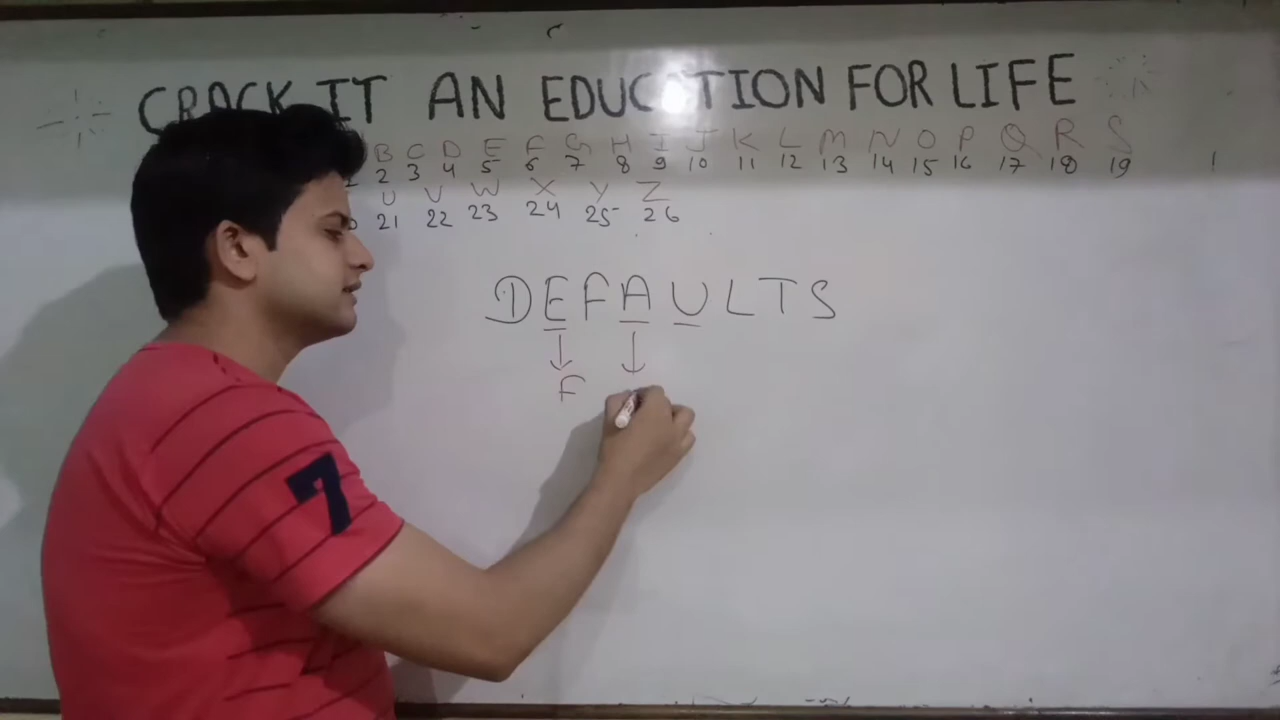 CRACK IT AN EDUCATION FOR LIFE
B C D E F G H I J K L M N O P Q R S
2 3 4 5 6 7 8 9 10 11 12 13 14 15 16 17 18 19
U V W X Y Z
21 22 23 24 25 26
DEFAULTS
F
7